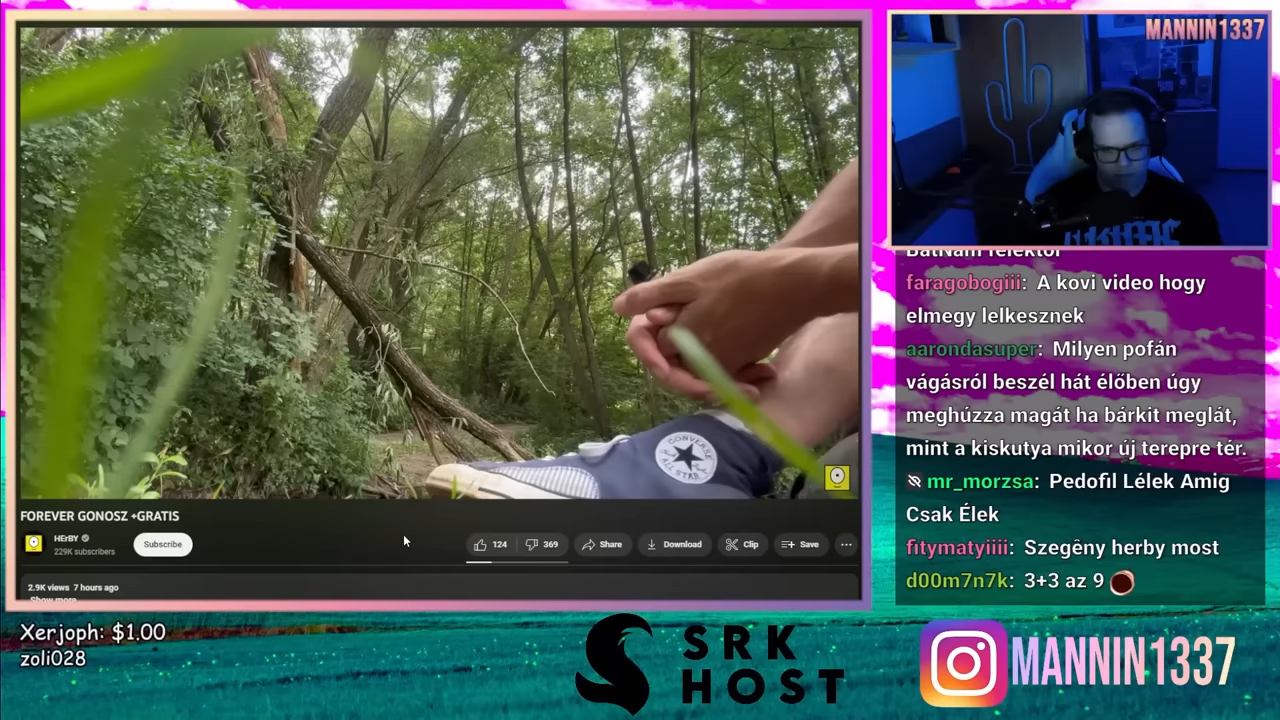 MANNIN1337
CONVERSE
ALL STAR
FOREVER GONOSZ +GRATIS
HErBY
229K subscribers
Subscribe
124
369
Share
Download
Clip
Save
2.9K views 7 hours ago
Show more
faragobogiii: A kovi video hogy
elmegy lelkesznek
aarondasuper: Milyen pofán
vágásról beszél hát élőben úgy
meghúzza magát ha bárkit meglát,
mint a kiskutya mikor új terepre tér.
mr_morzsa: Pedofil Lélek Amig
Csak Élek
fitymatyiiii: Szegêny herby most
d00m7n7k: 3+3 az 9
Xerjoph: $1.00
zoli028
SRK
HOST
MANNIN1337